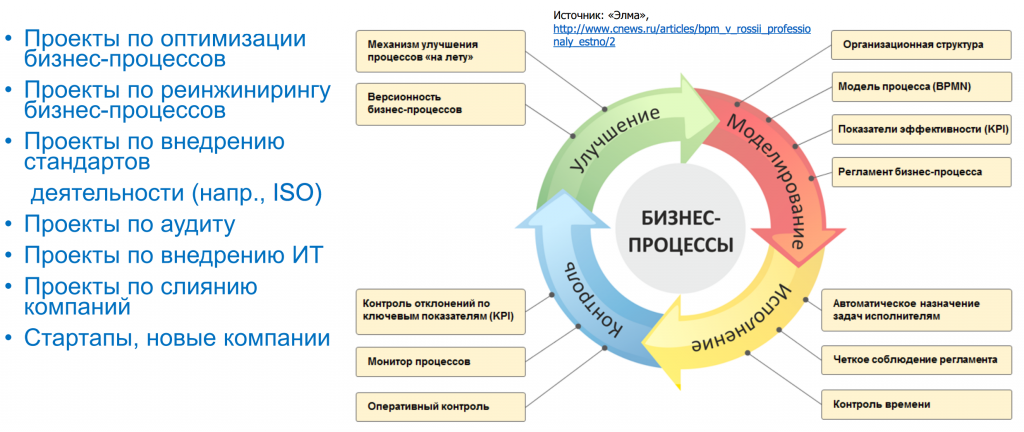 • Проекты по оптимизации
бизнес-процессов
• Проекты по реинжинирингу
бизнес-процессов
• Проекты по внедрению
стандартов
деятельности (напр., ISO)
• Проекты по аудиту
• Проекты по внедрению ИТ
• Проекты по слиянию
компаний
• Стартапы, новые компании
Источник: «Элма»,
http://www.cnews.ru/articles/bpm_v_rossii_professio
naly_estno/2
Механизм улучшения
процессов «на лету»
Версионность
бизнес-процессов
Организационная структура
Модель процесса (BPMN)
Показатели эффективности (KPI)
Регламент бизнес-процесса
Улучшение
Моделирование
БИЗНЕС-
ПРОЦЕССЫ
Контроль
Исполнение
Контроль отклонений по
ключевым показателям (KPI)
Монитор процессов
Оперативный контроль
Автоматическое назначение
задач исполнителям
Четкое соблюдение регламента
Контроль времени